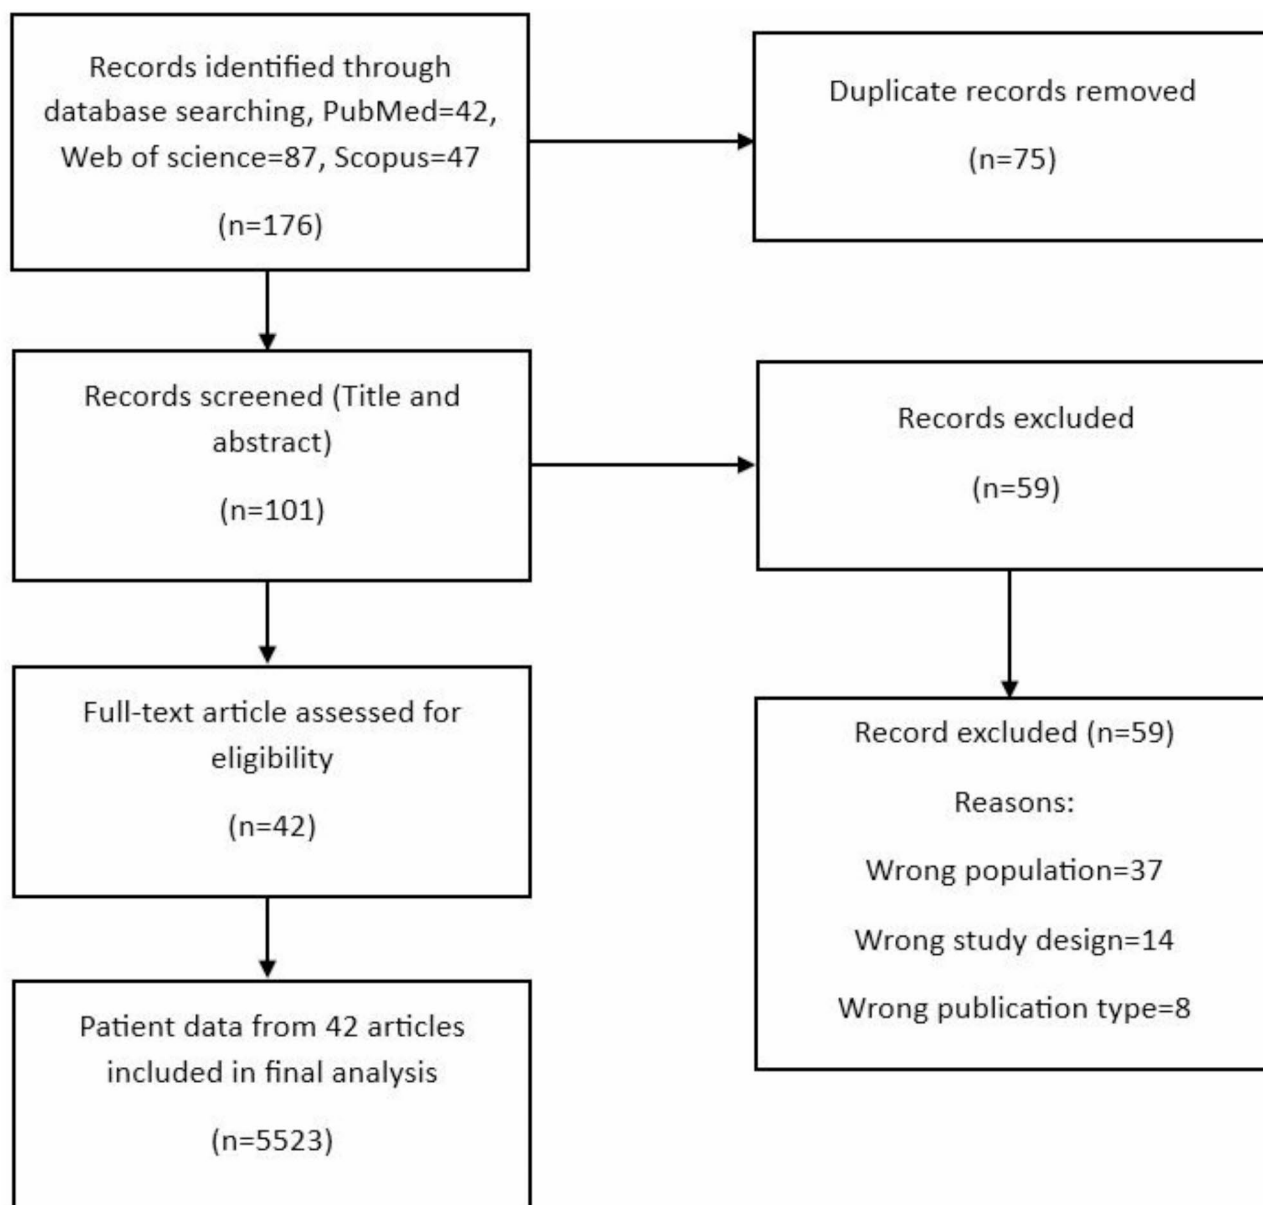 Records identified through
database searching, PubMed=42,
Web of science=87, Scopus=47
(n=176)
Duplicate records removed
(n=75)
Records screened (Title and
abstract)
(n=101)
Records excluded
(n=59)
Full-text article assessed for
eligibility
(n=42)
Record excluded (n=59)
Reasons:
Wrong population=37
Wrong study design=14
Wrong publication type=8
Patient data from 42 articles
included in final analysis
(n=5523)